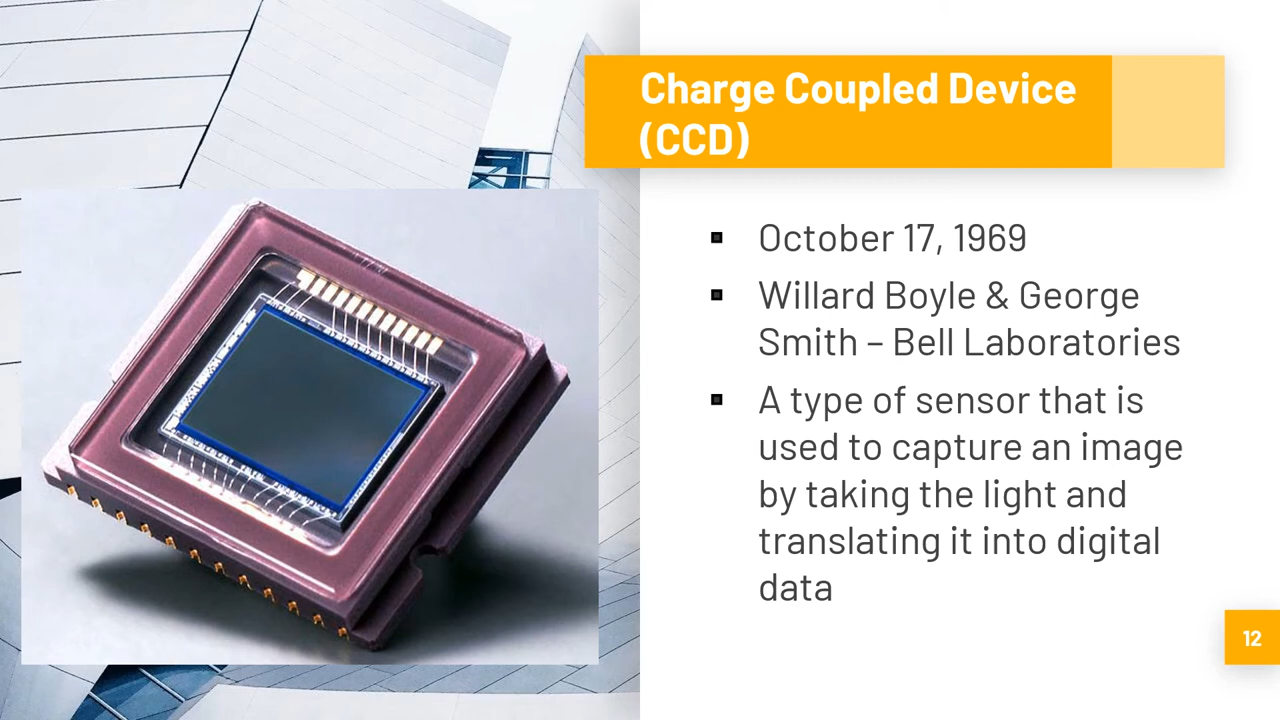 Charge Coupled Device
(CCD)
October 17, 1969
Willard Boyle & George
Smith – Bell Laboratories
A type of sensor that is
used to capture an image
by taking the light and
translating it into digital
data
12